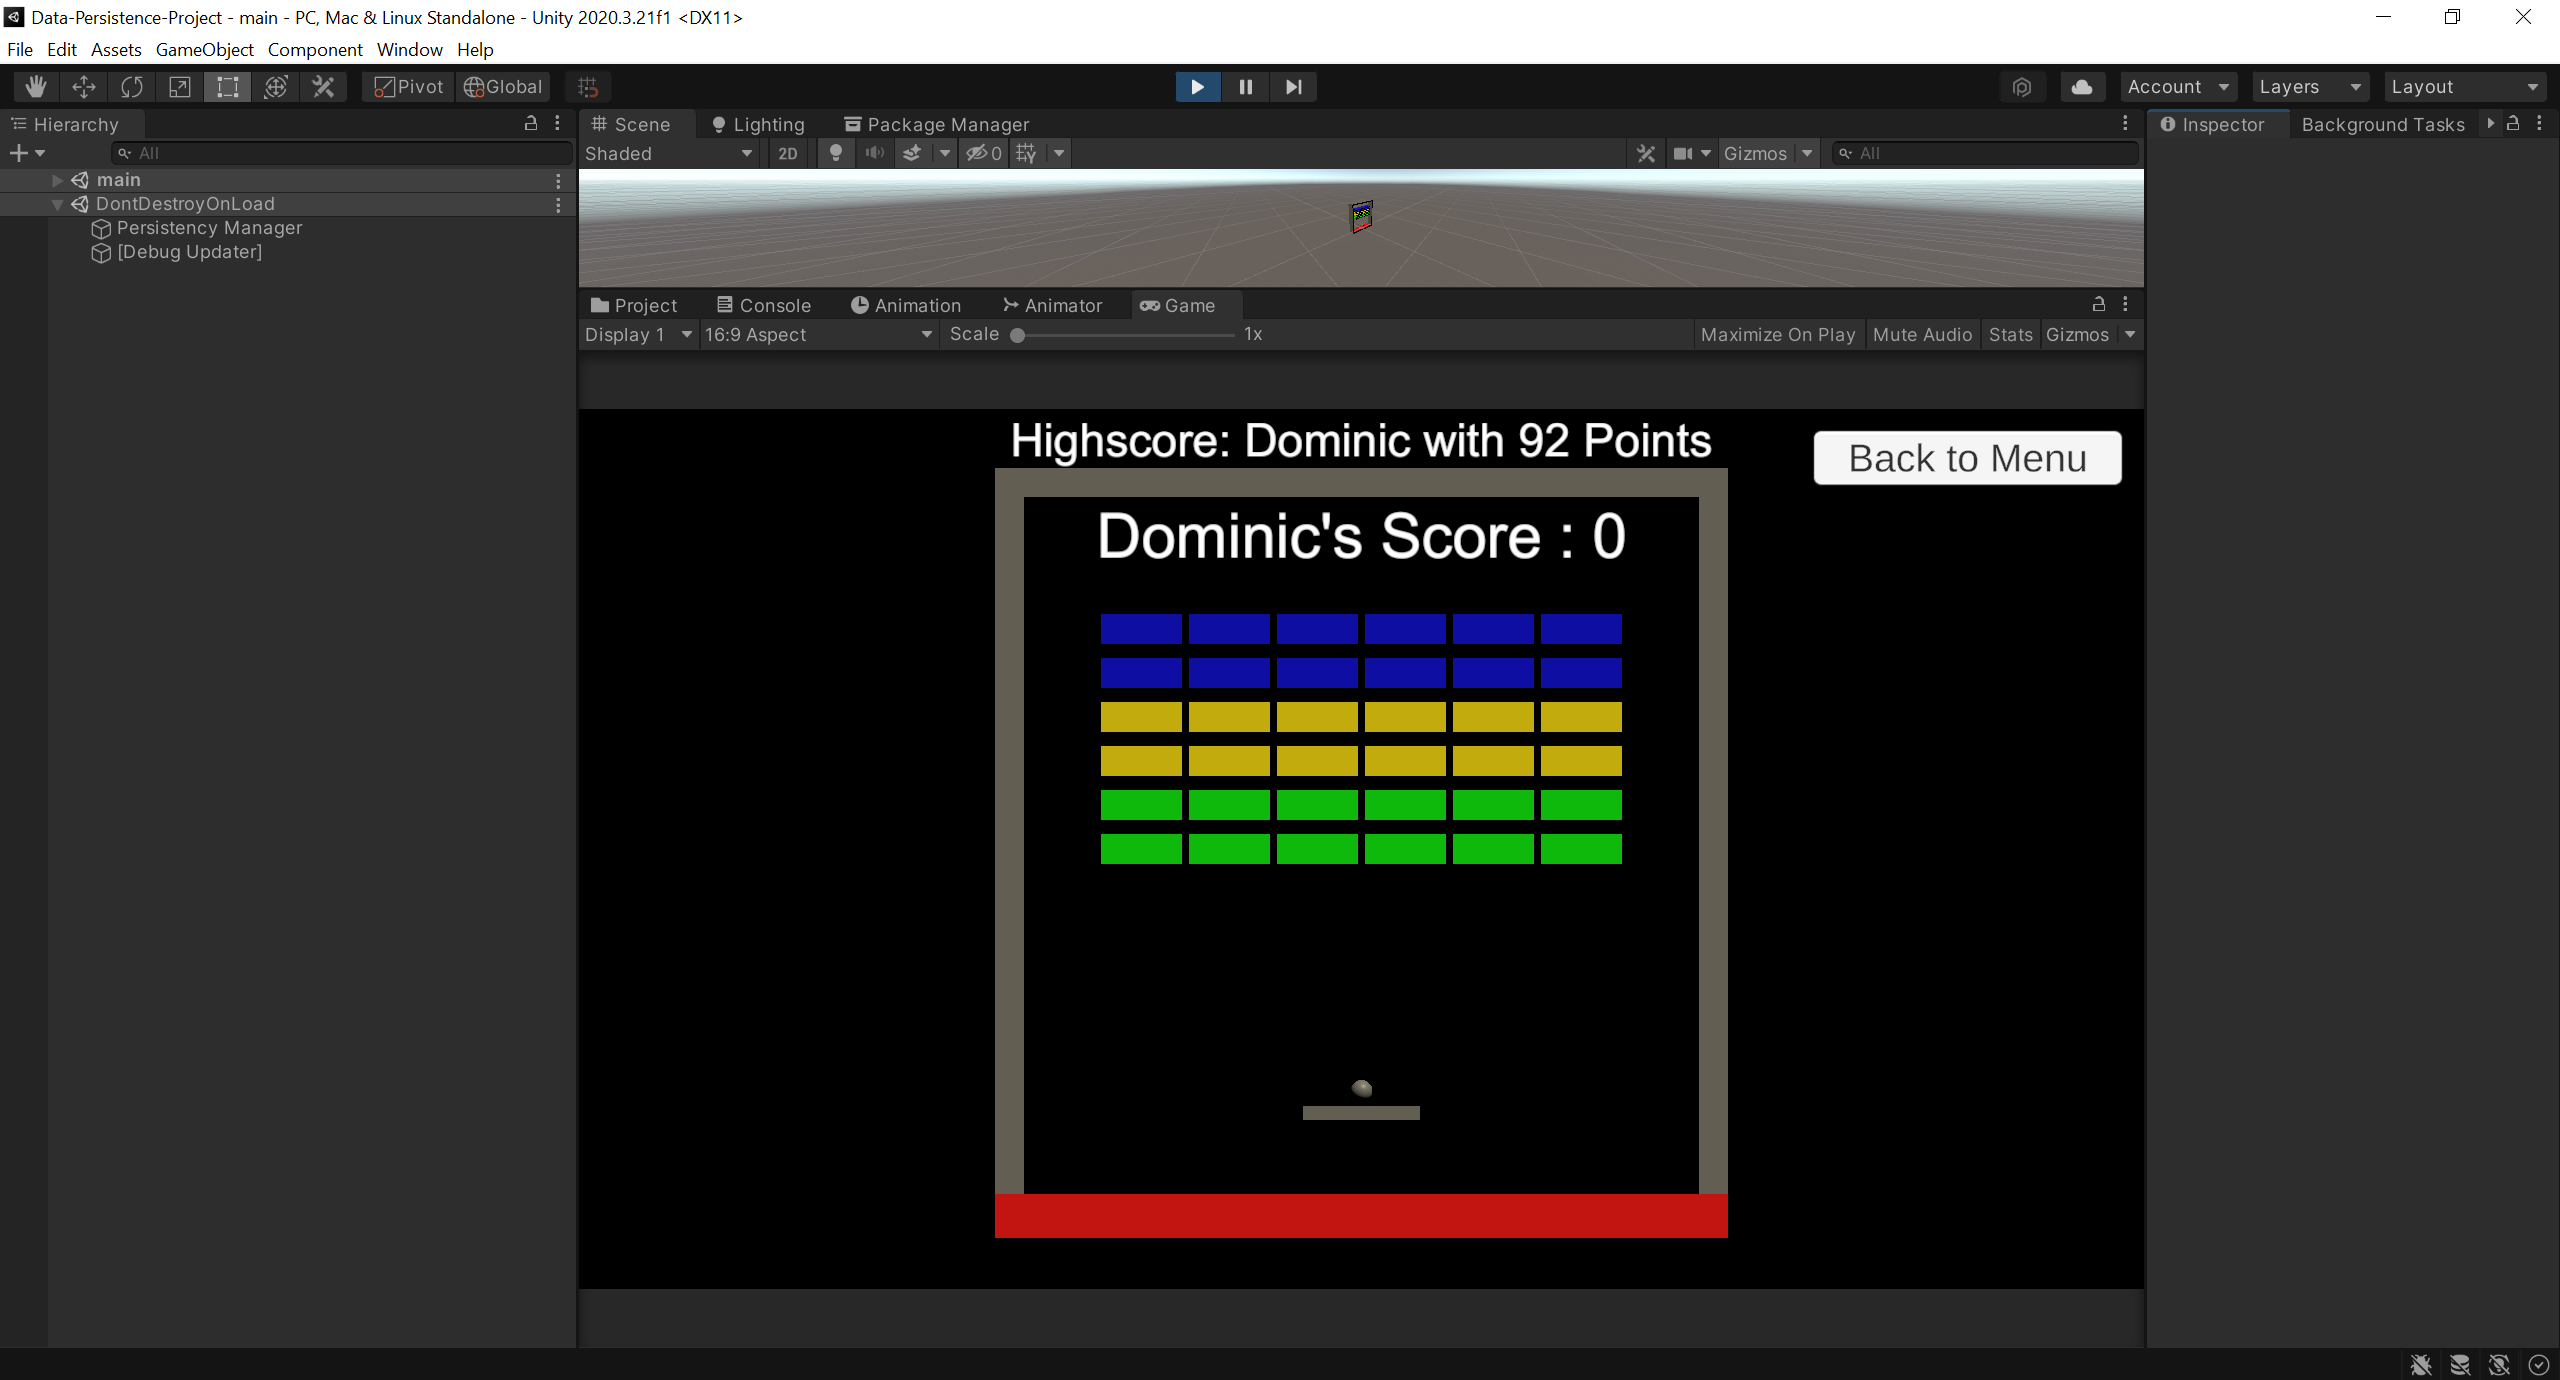 Data-Persistence-Project - main - PC, Mac & Linux Standalone - Unity 2020.3.21f1 <DX11>
File Edit Assets GameObject Component Window Help
Pivot Global Account Layers Layout
Hierarchy
All
main
DontDestroyOnLoad
Persistency Manager
[Debug Updater]
Scene Lighting Package Manager
Shaded 2D 0 Gizmos All
Project Console Animation Animator Game
Display 1 16:9 Aspect Scale 1x Maximize On Play Mute Audio Stats Gizmos
Highscore: Dominic with 92 Points
Back to Menu
Dominic's Score : 0
Inspector Background Tasks